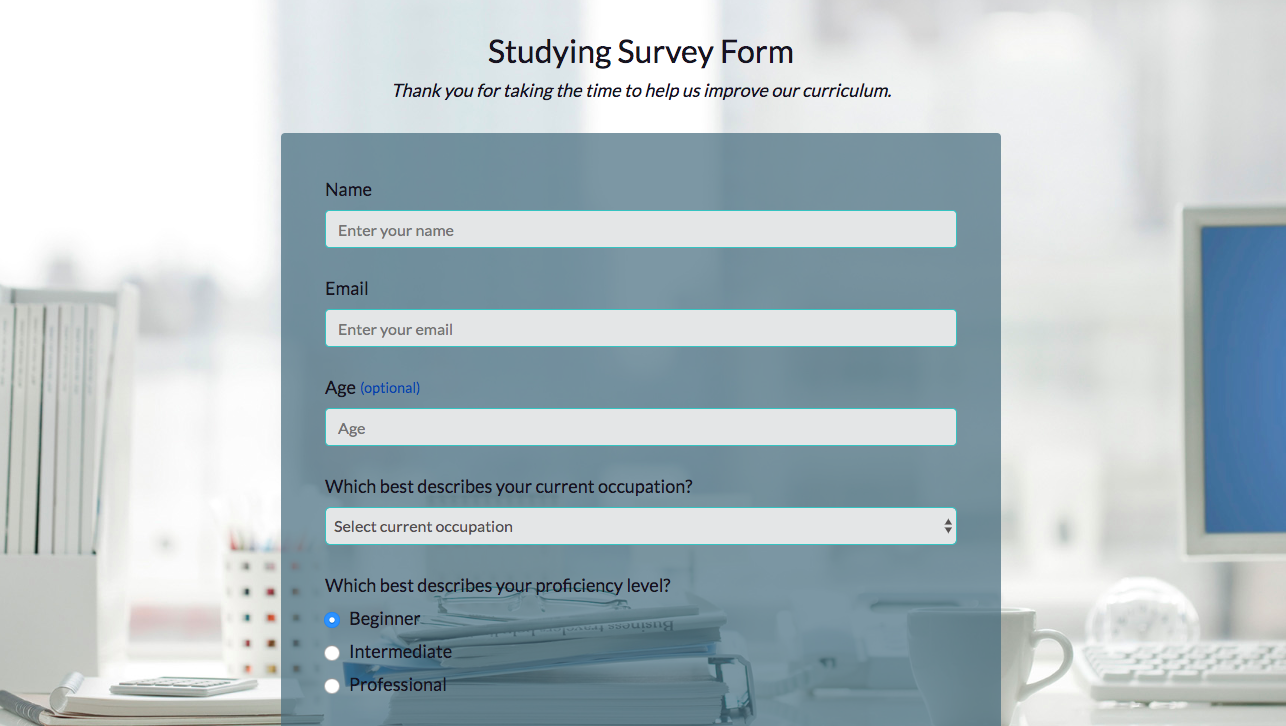 Studying Survey Form
Thank you for taking the time to help us improve our curriculum.
Name
Enter your name
Email
Enter your email
Age (optional)
Age
Which best describes your current occupation?
Select current occupation
Which best describes your proficiency level?
Beginner
Intermediate
Professional